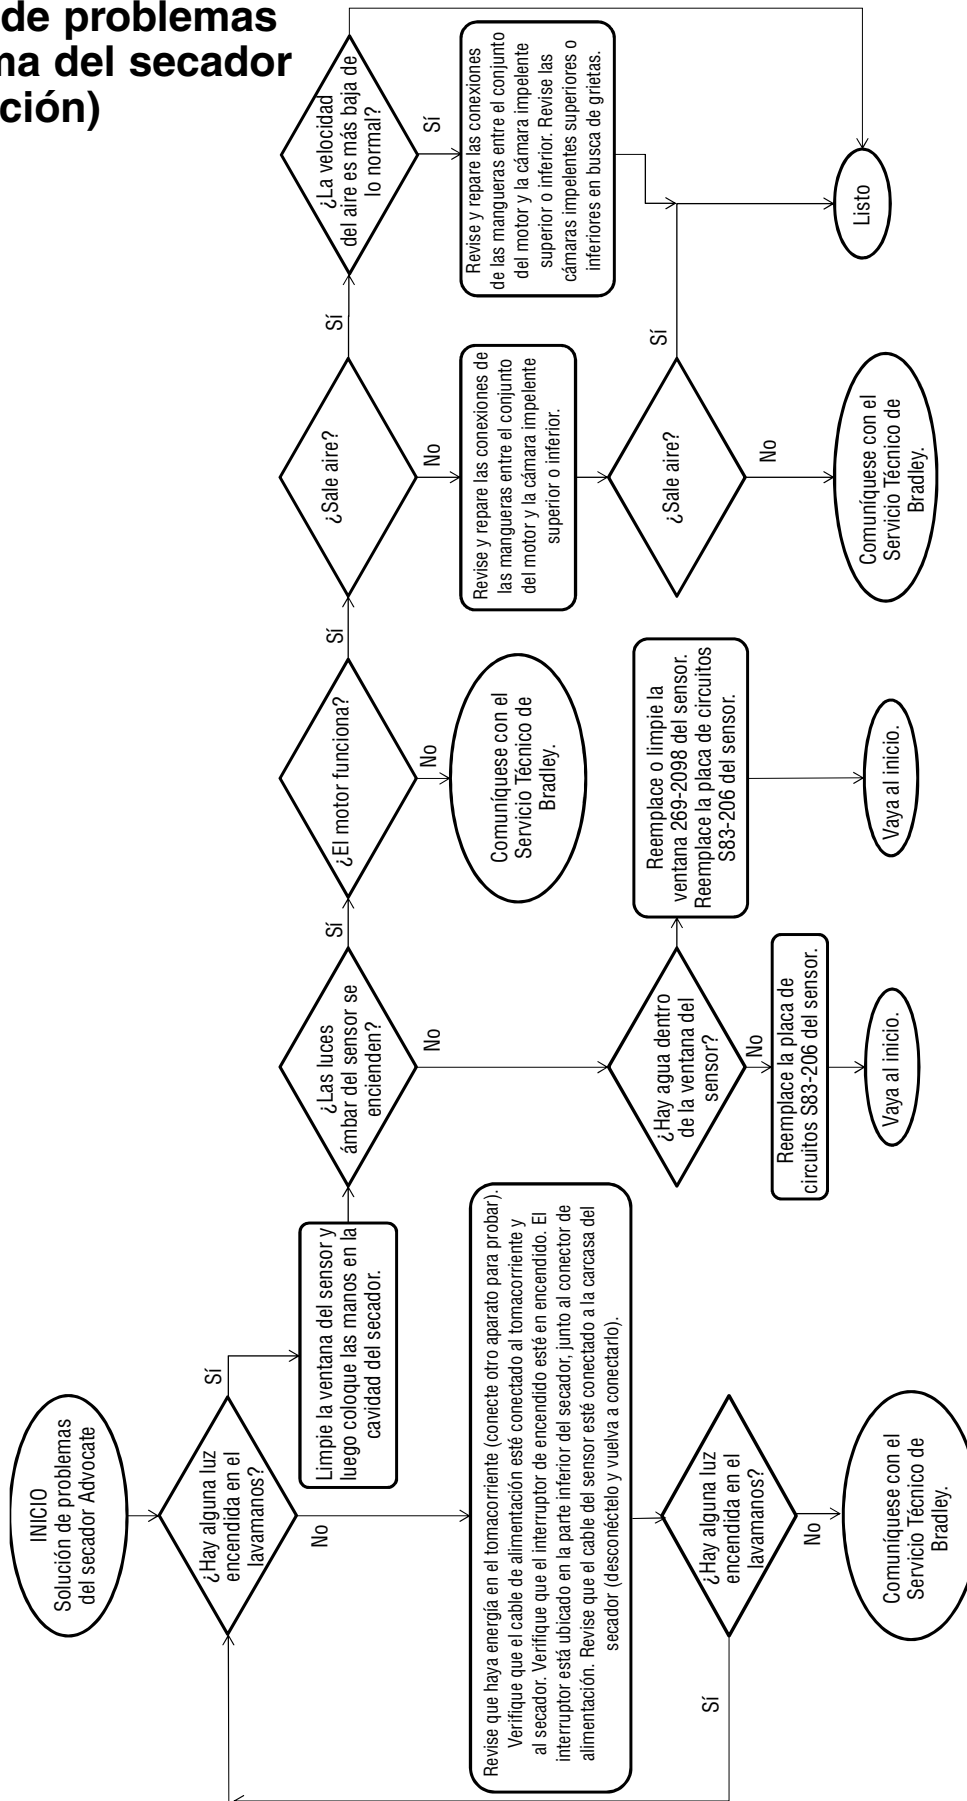 de problemas
ma del secador
ción)
INICIO
Solución de problemas
del secador Advocate
¿Hay alguna luz
encendida en el
lavamanos?
Sí
No
Limpie la ventana del sensor y
luego coloque las manos en la
cavidad del secador.
Revise que haya energía en el tomacorriente (conecte otro aparato para probar).
Verifique que el cable de alimentación esté conectado al tomacorriente y
al secador. Verifique que el interruptor de encendido esté en encendido. El
interruptor está ubicado en la parte inferior del secador, junto al conector de
alimentación. Revise que el cable del sensor esté conectado a la carcasa del
secador (desconéctelo y vuelva a conectarlo).
¿Hay alguna luz
encendida en el
lavamanos?
Sí
No
Comuníquese con el
Servicio Técnico de
Bradley.
¿Las luces
ámbar del sensor se
encienden?
Sí
No
¿Hay agua dentro
de la ventana del
sensor?
No
Reemplace la placa de
circuitos S83-206 del sensor.
Vaya al inicio.
Reemplace o limpie la
ventana 269-2098 del sensor.
Reemplace la placa de circuitos
S83-206 del sensor.
Vaya al inicio.
¿El motor funciona?
Sí
No
Comuníquese con el
Servicio Técnico de
Bradley.
¿Sale aire?
Sí
No
Revise y repare las conexiones de
las mangueras entre el conjunto
del motor y la cámara impelente
superior o inferior.
¿Sale aire?
Sí
No
Comuníquese con el
Servicio Técnico de
Bradley.
¿La velocidad
del aire es más baja de
lo normal?
Sí
Revise y repare las conexiones
de las mangueras entre el conjunto
del motor y la cámara impelente
superior o inferior. Revise las
cámaras impelentes superiores o
inferiores en busca de grietas.
Listo